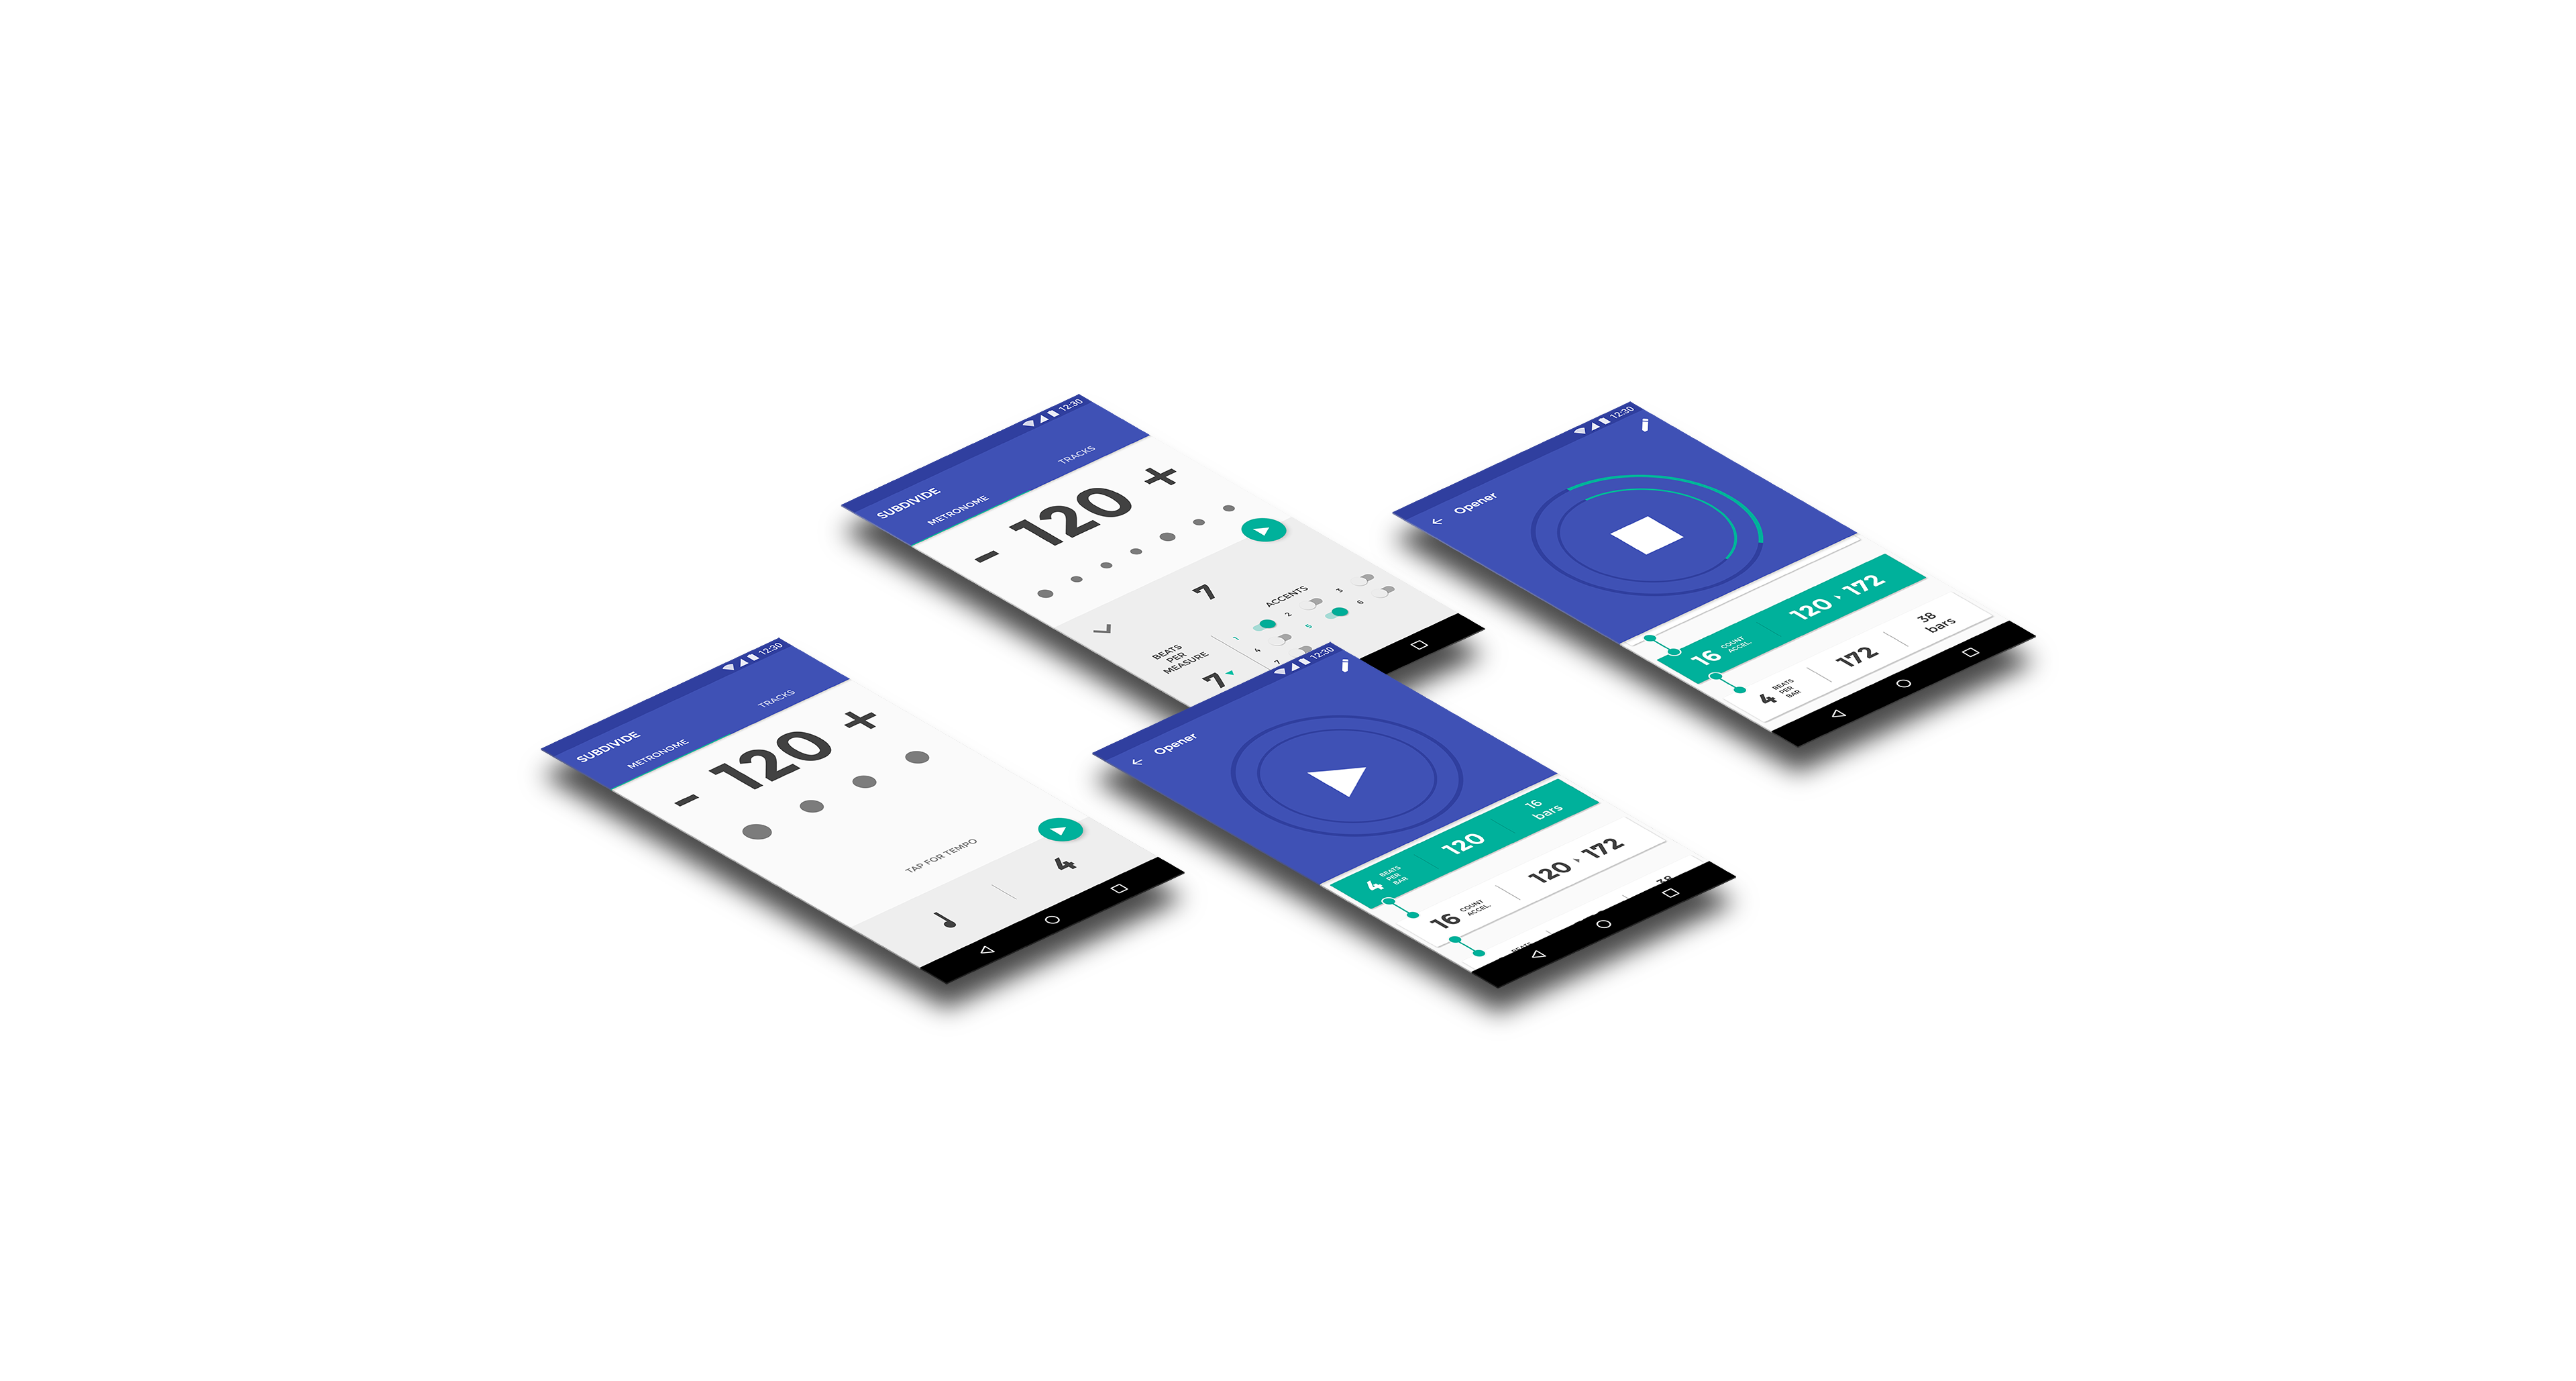 12:30
SUBDIVIDE
METRONOME TRACKS
- 120 +
7
BEATS
PER
MEASURE
7
ACCENTS
1 2 3
4 5 6
7
12:30
Opener
16 COUNT
ACCEL.
120 172
4 BEATS
PER
BAR
172
38
bars
12:30
SUBDIVIDE
METRONOME TRACKS
- 120 +
TAP FOR TEMPO
4
12:30
Opener
4 BEATS
PER
BAR
120
16
bars
16 COUNT
ACCEL.
120 172